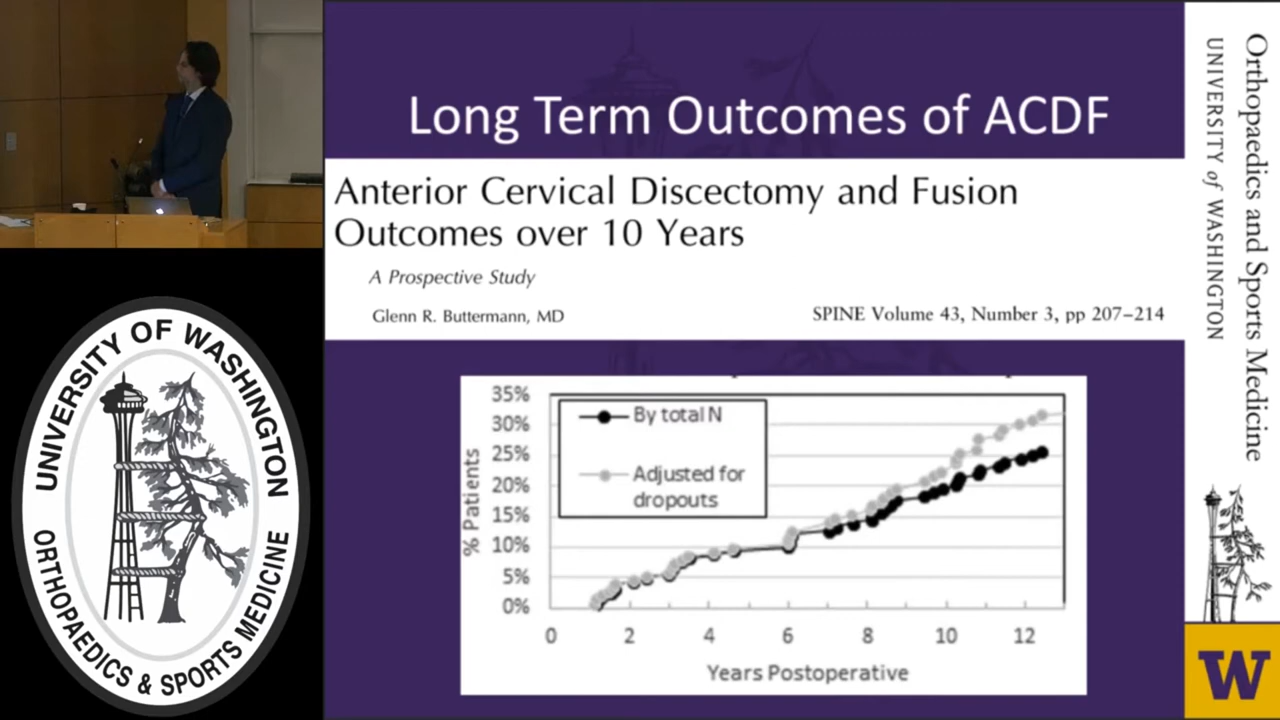 Long Term Outcomes of ACDF
Anterior Cervical Discectomy and Fusion
Outcomes over 10 Years
A Prospective Study
Glenn R. Buttermann, MD
SPINE Volume 43, Number 3, pp 207–214
35%
30%
25%
20%
15%
10%
5%
0%
% Patients
By total N
Adjusted for
dropouts
0 2 4 6 8 10 12
Years Postoperative
UNIVERSITY OF WASHINGTON
ORTHOPAEDICS & SPORTS MEDICINE
Orthopaedics and Sports Medicine
UNIVERSITY of WASHINGTON
W